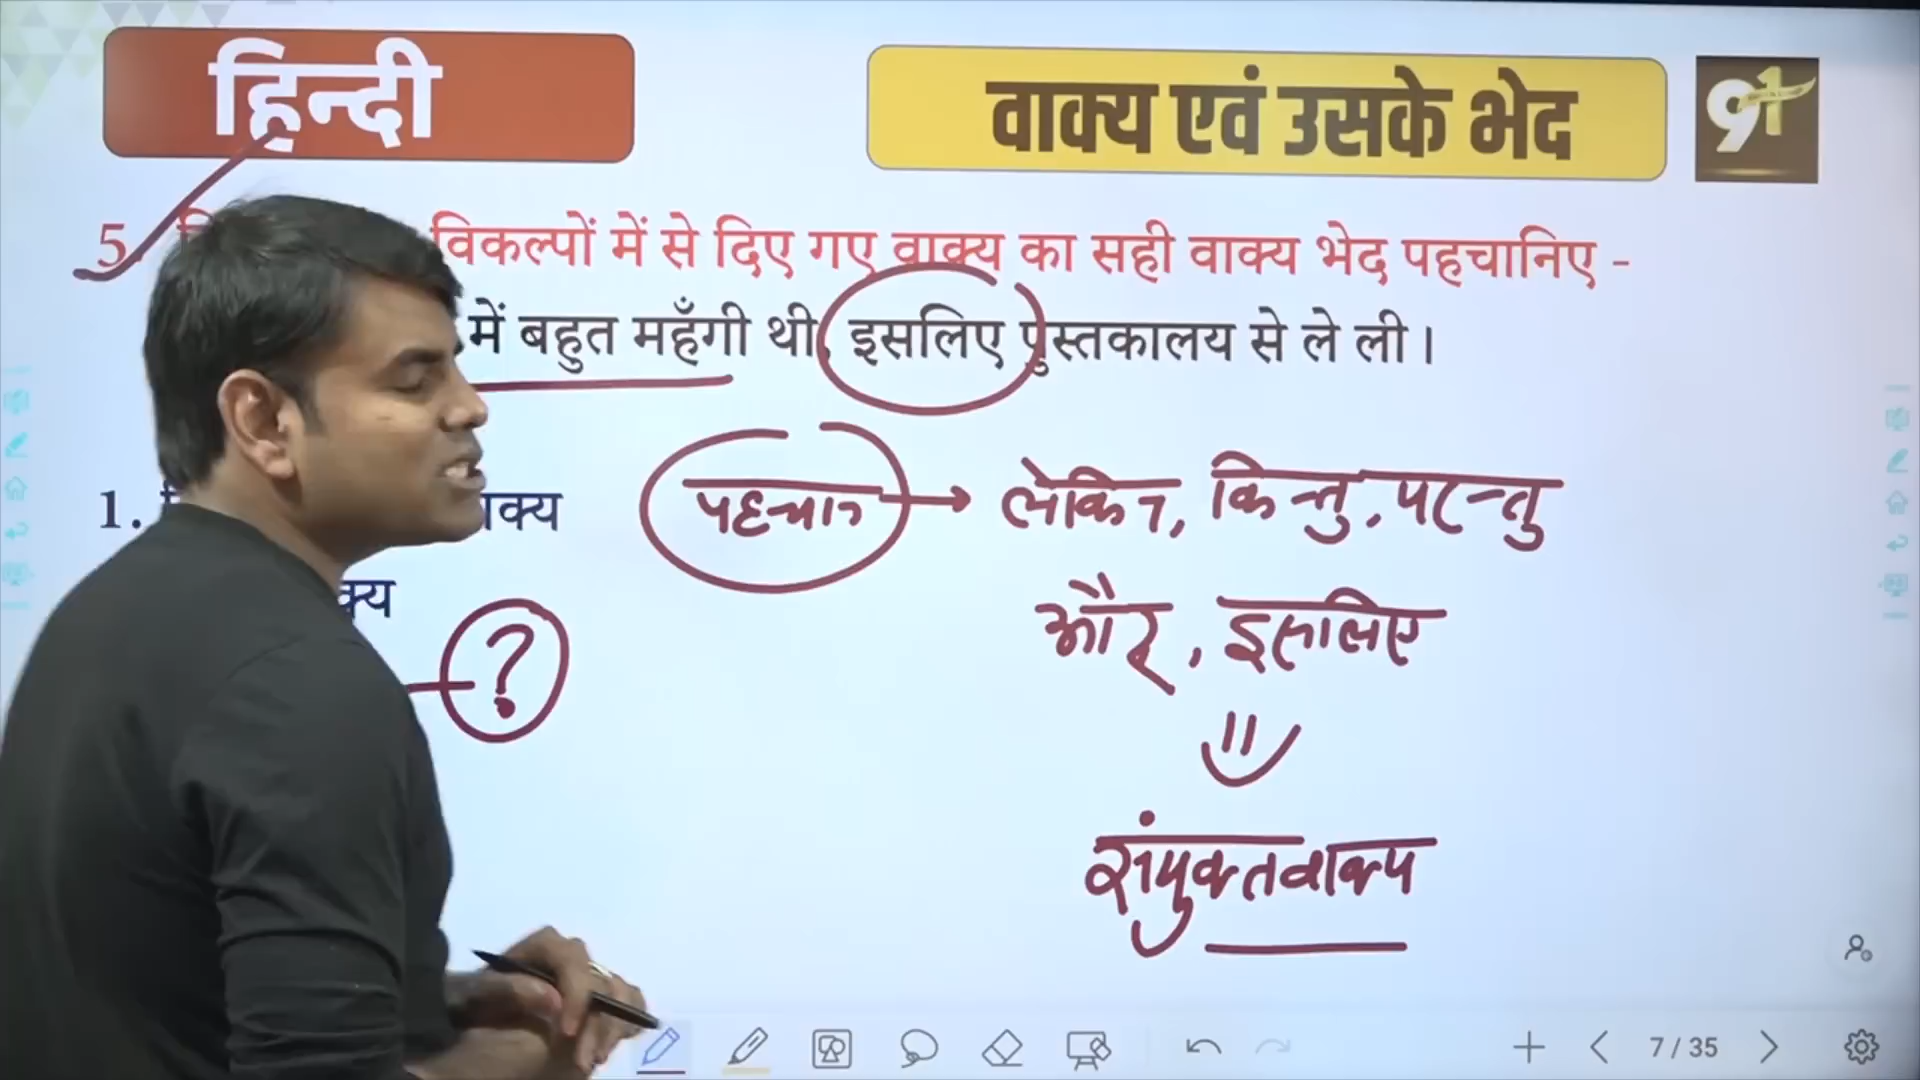 हिन्दी
वाक्य एवं उसके भेद
91
5. विकल्पों में से दिए गए वाक्य का सही वाक्य भेद पहचानिए -
में बहुत महँगी थी, इसलिए पुस्तकालय से ले ली।
1.
पहचान → लेकिन, किन्तु, परन्तु
और, इसलिए
?
संयुक्तवाक्य
7 / 35